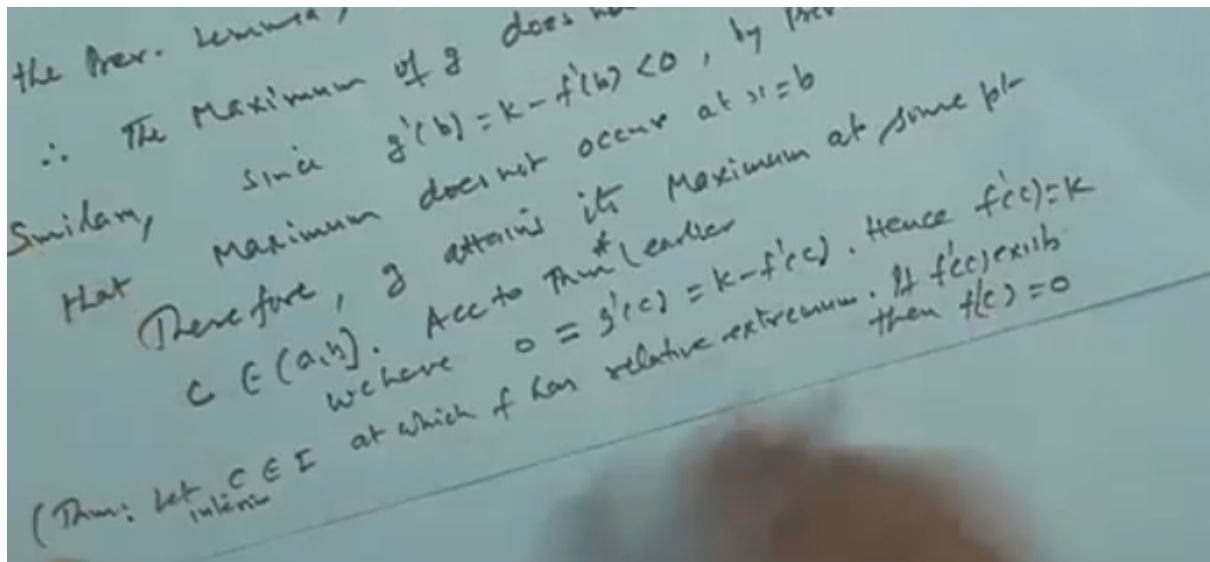 the Prev. Lemma,
∴ The Maximum of g does
Similarly, since g'(b) = k - f'(b) < 0, by Prev
that Maximum does not occur at x = b
Therefore, g attains its Maximum at some pt
c ∈ (a,b). Acc to Thm* earlier
we have 0 = g'(c) = k - f'(c). Hence f'(c) = k
(Thm: Let c ∈ I at which f has relative extremum. If f'(c) exists
interior
then f(c) = 0